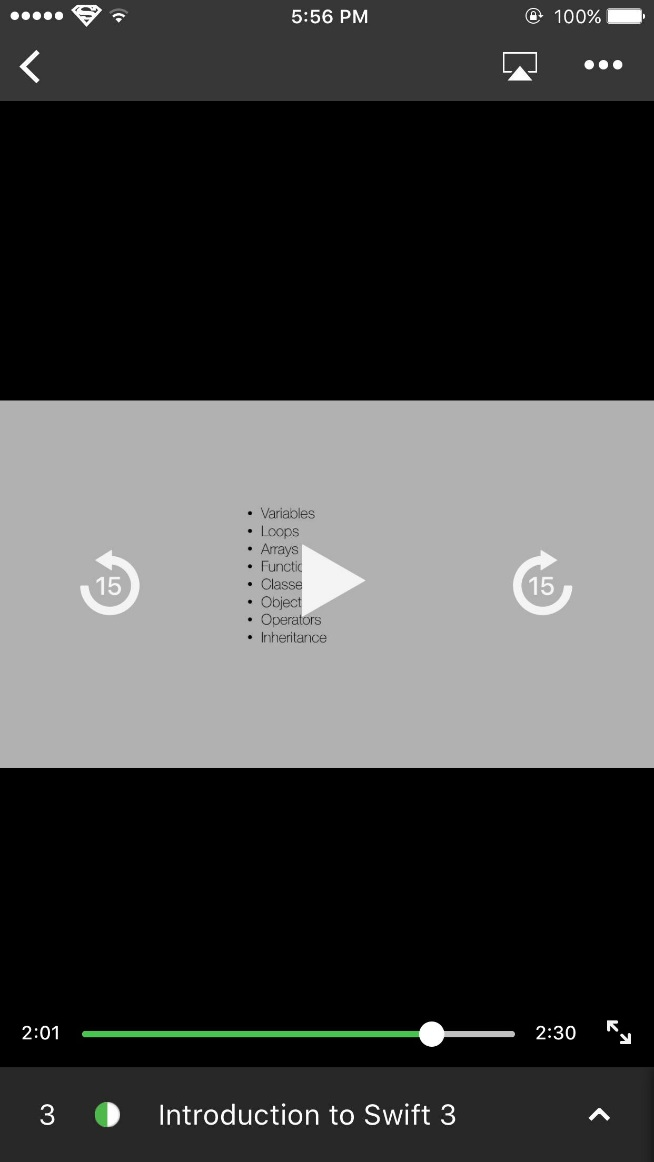 5:56 PM
100%
• Variables
• Loops
• Arrays
•
•
•
• Operators
• Inheritance
15
15
2:01
2:30
3
Introduction to Swift 3